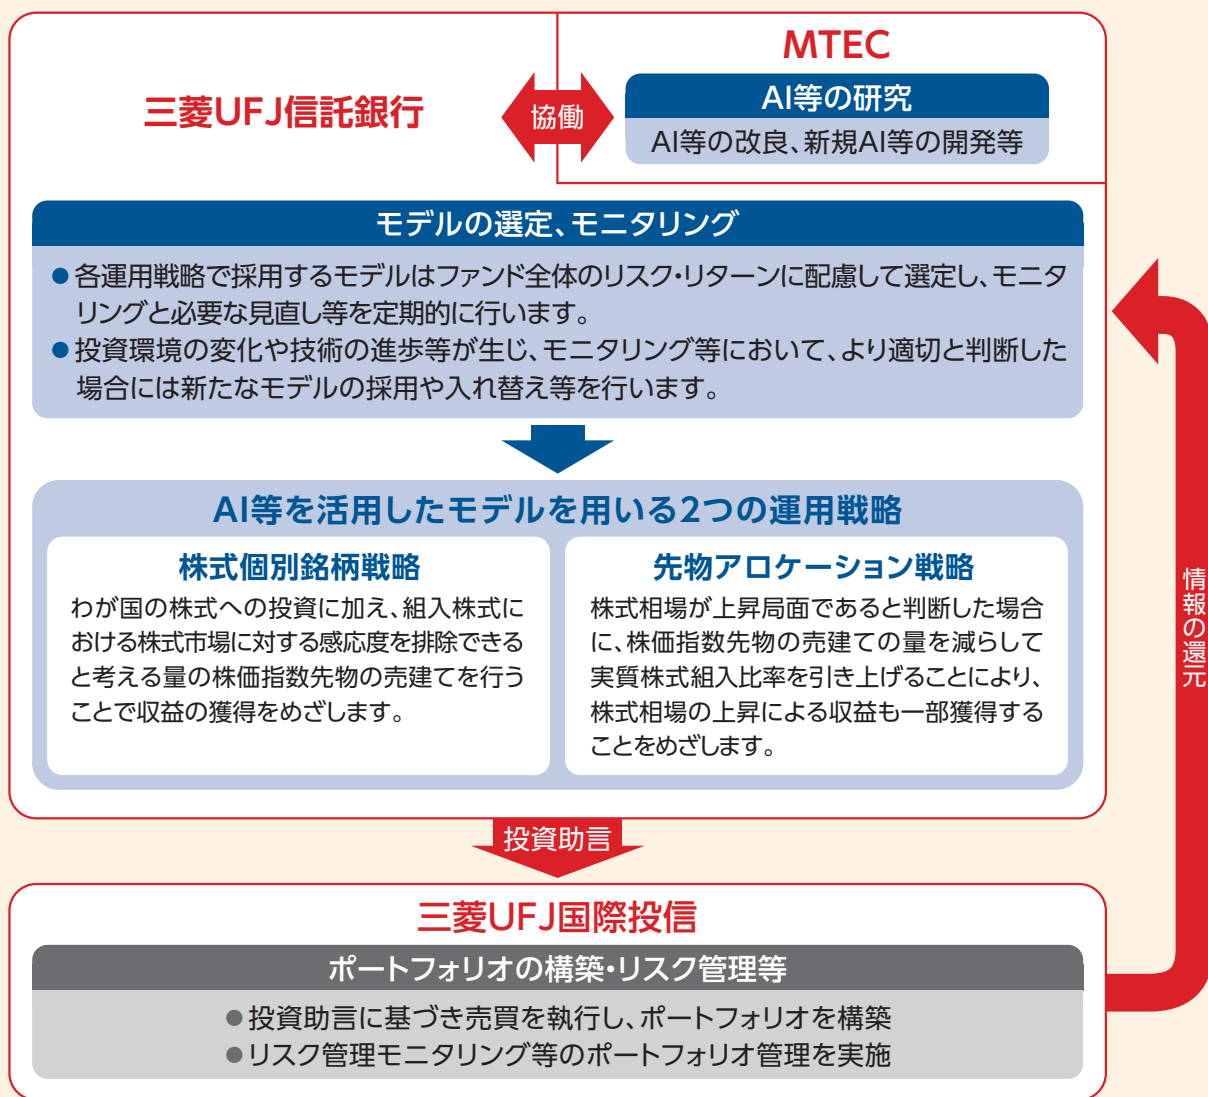 MTEC
三菱UFJ信託銀行
協働
AI等の研究
AI等の改良、新規AI等の開発等
モデルの選定、モニタリング
●各運用戦略で採用するモデルはファンド全体のリスク・リターンに配慮して選定し、モニタ
リングと必要な見直し等を定期的に行います。
●投資環境の変化や技術の進歩等が生じ、モニタリング等において、より適切と判断した
場合には新たなモデルの採用や入れ替え等を行います。
AI等を活用したモデルを用いる2つの運用戦略
株式個別銘柄戦略
わが国の株式への投資に加え、組入株式に
おける株式市場に対する感応度を排除できる
と考える量の株価指数先物の売建てを行う
ことで収益の獲得をめざします。
先物アロケーション戦略
株式相場が上昇局面であると判断した場合
に、株価指数先物の売建ての量を減らして
実質株式組入比率を引き上げることにより、
株式相場の上昇による収益も一部獲得する
ことをめざします。
情報の還元
投資助言
三菱UFJ国際投信
ポートフォリオの構築・リスク管理等
●投資助言に基づき売買を執行し、ポートフォリオを構築
●リスク管理モニタリング等のポートフォリオ管理を実施